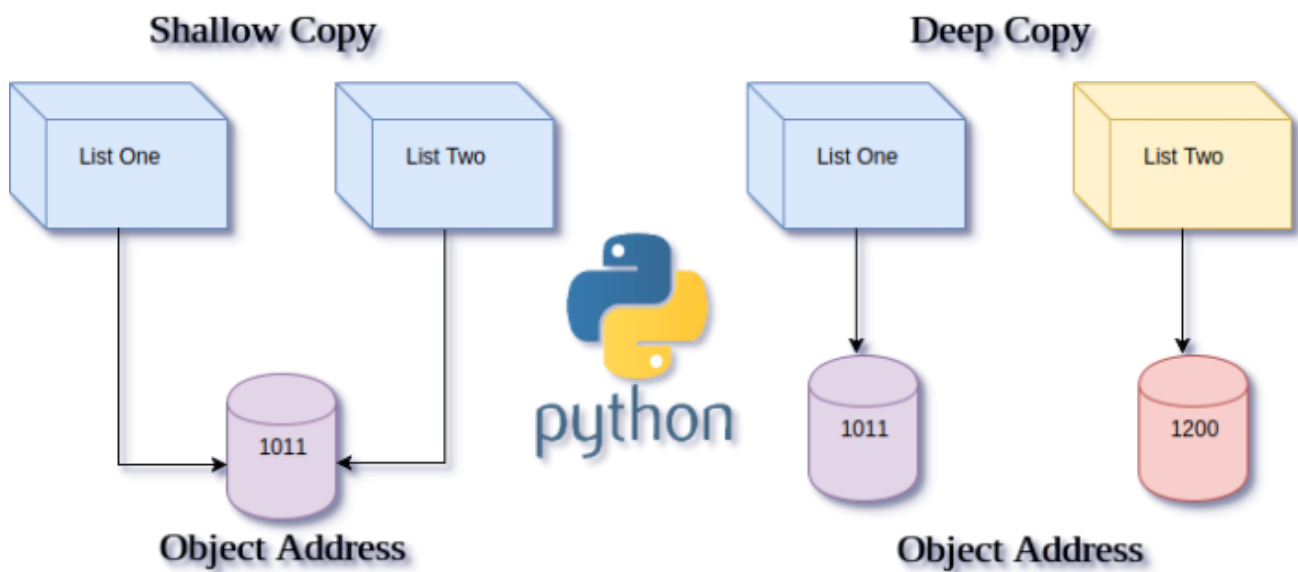 Shallow Copy
Deep Copy
List One
List Two
List One
List Two
python
1011
1011
1200
Object Address
Object Address